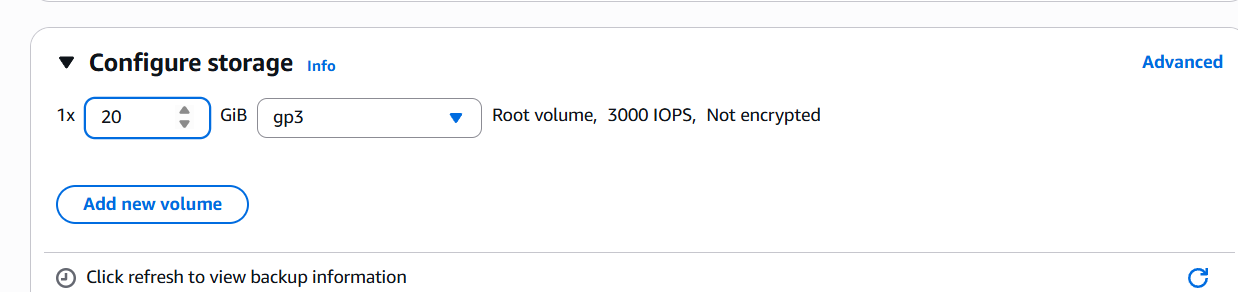 Configure storage Info Advanced
1x 20 GiB gp3 Root volume, 3000 IOPS, Not encrypted
Add new volume
Click refresh to view backup information